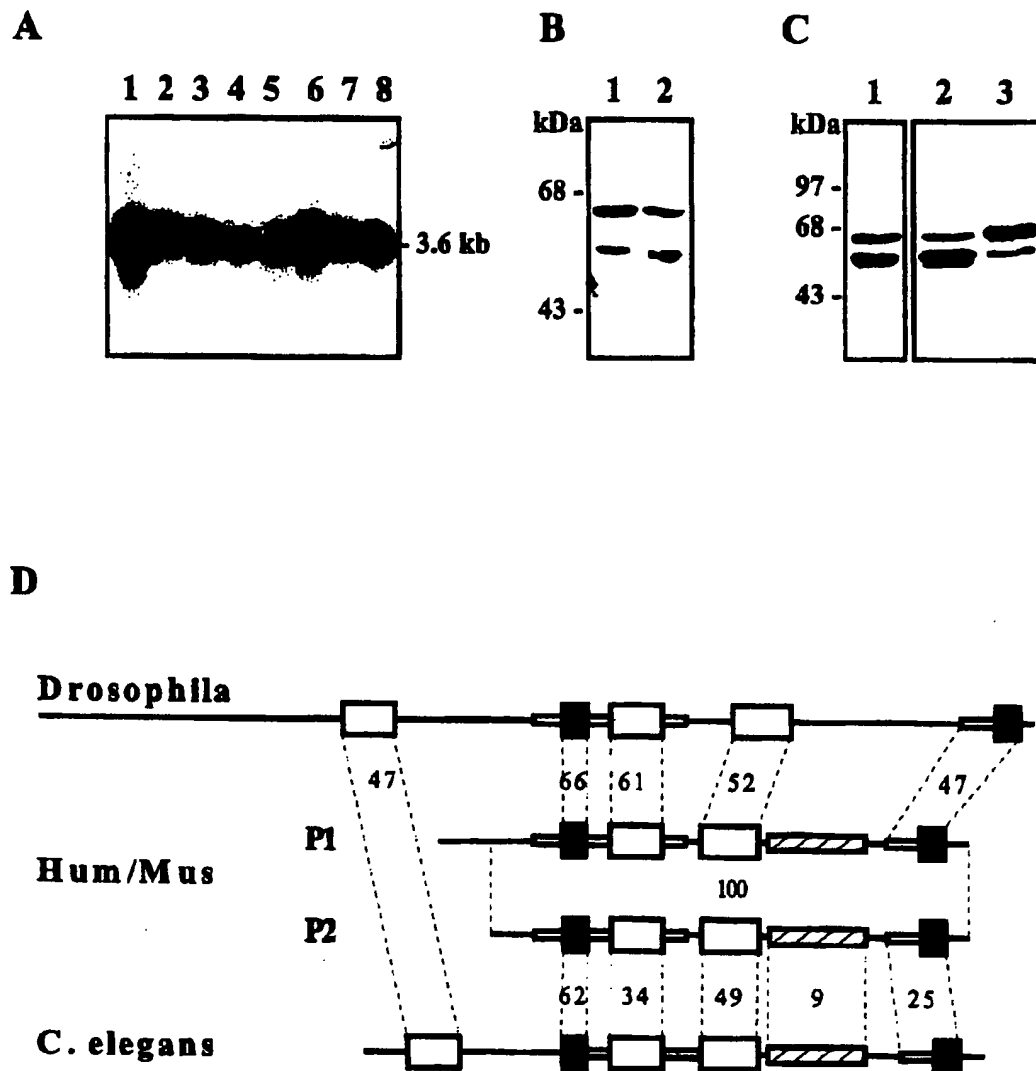 A
1 2 3 4 5 6 7 8
- 3.6 kb
B
1 2
kDa
68 -
43 -
C
1 2 3
kDa
97 -
68 -
43 -
D
Drosophila
47 66 61 52 47
P1
Hum/Mus
100
P2
62 34 49 9 25
C. elegans